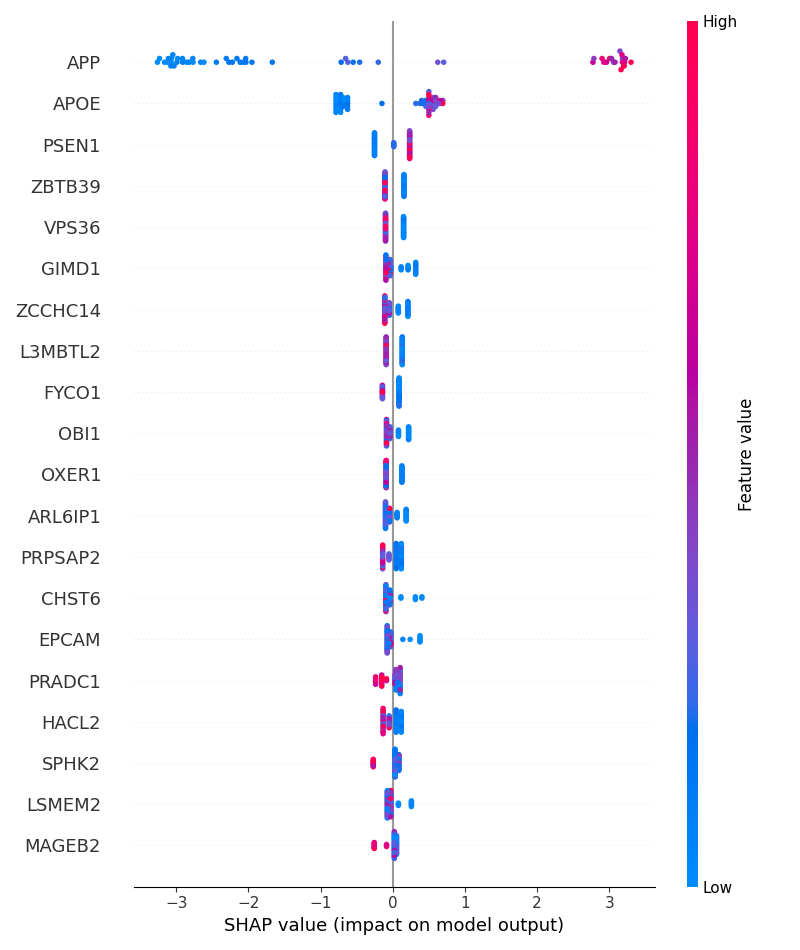 High
APP
APOE
PSEN1
ZBTB39
VPS36
GIMD1
ZCCHC14
L3MBTL2
FYCO1
OBI1
OXER1
ARL6IP1
PRPSAP2
CHST6
EPCAM
PRADC1
HACL2
SPHK2
LSMEM2
MAGEB2
Feature value
Low
−3 −2 −1 0 1 2 3
SHAP value (impact on model output)